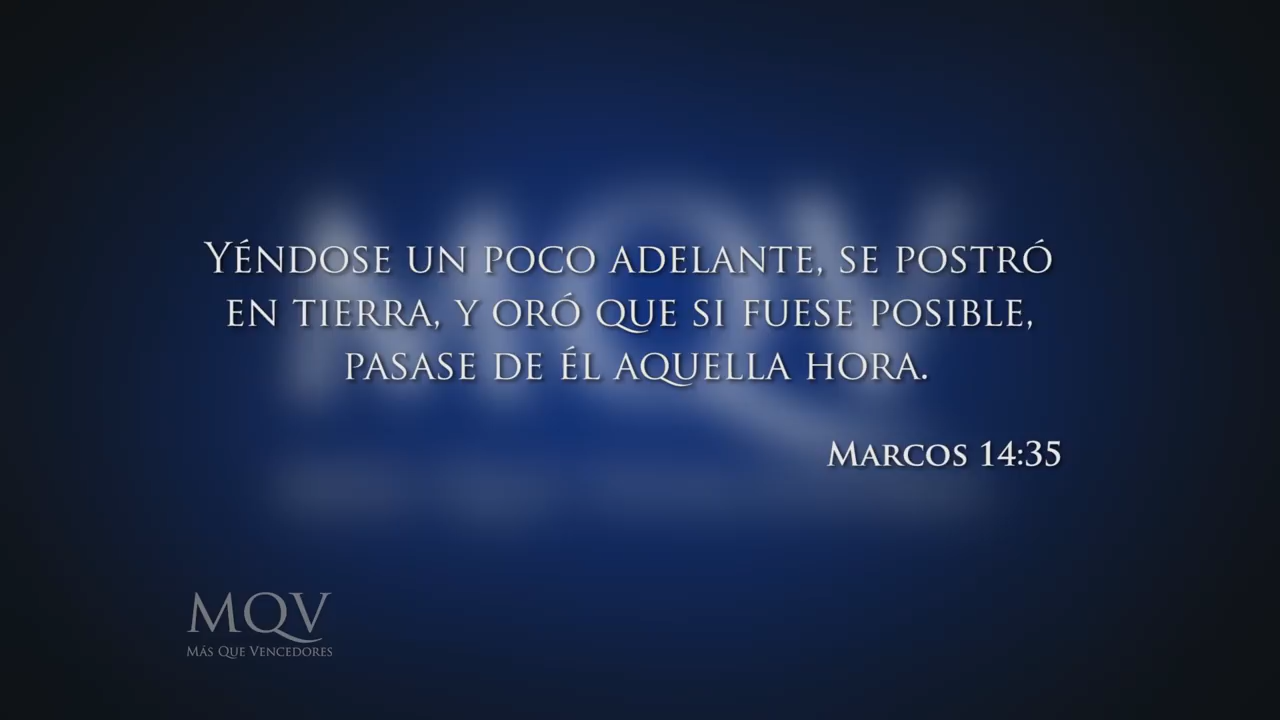 Yéndose un poco adelante, se postró
en tierra, y oró que si fuese posible,
pasase de él aquella hora.
Marcos 14:35
MQV
Más Que Vencedores